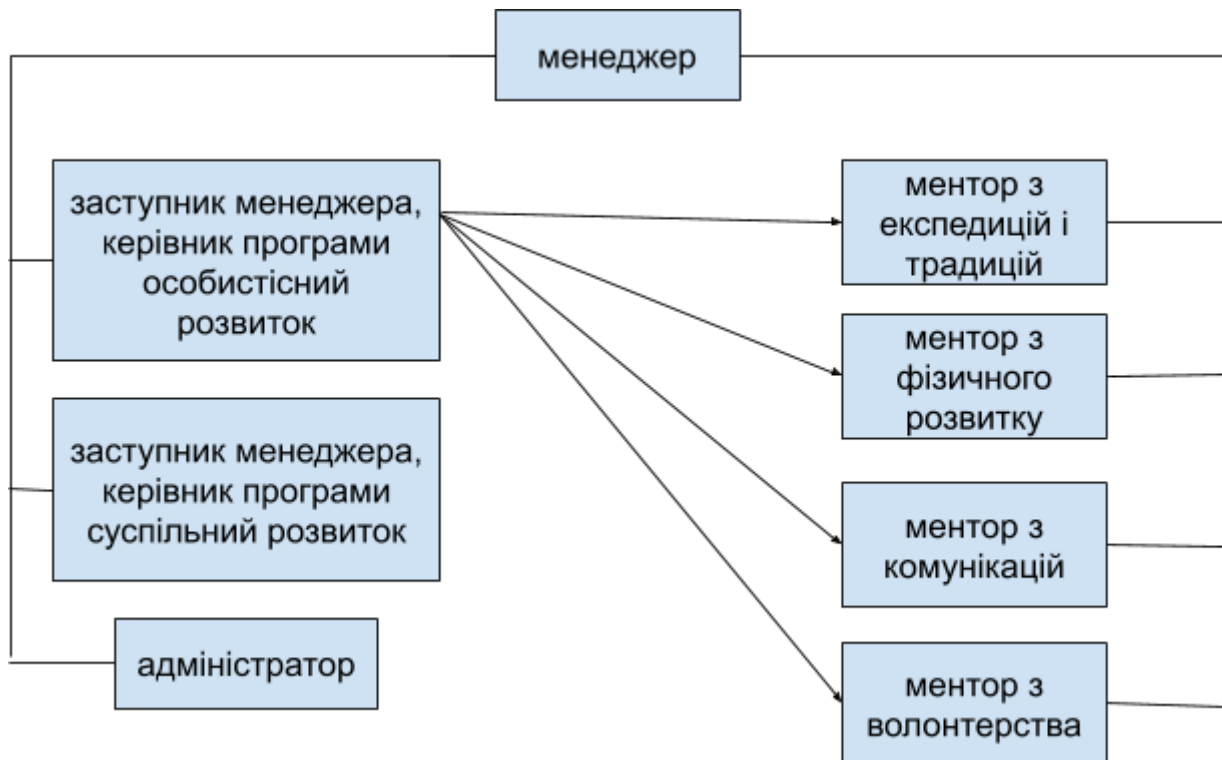 менеджер
заступник менеджера,
керівник програми
особистісний
розвиток
заступник менеджера,
керівник програми
суспільний розвиток
адміністратор
ментор з
експедицій і
традицій
ментор з
фізичного
розвитку
ментор з
комунікацій
ментор з
волонтерства